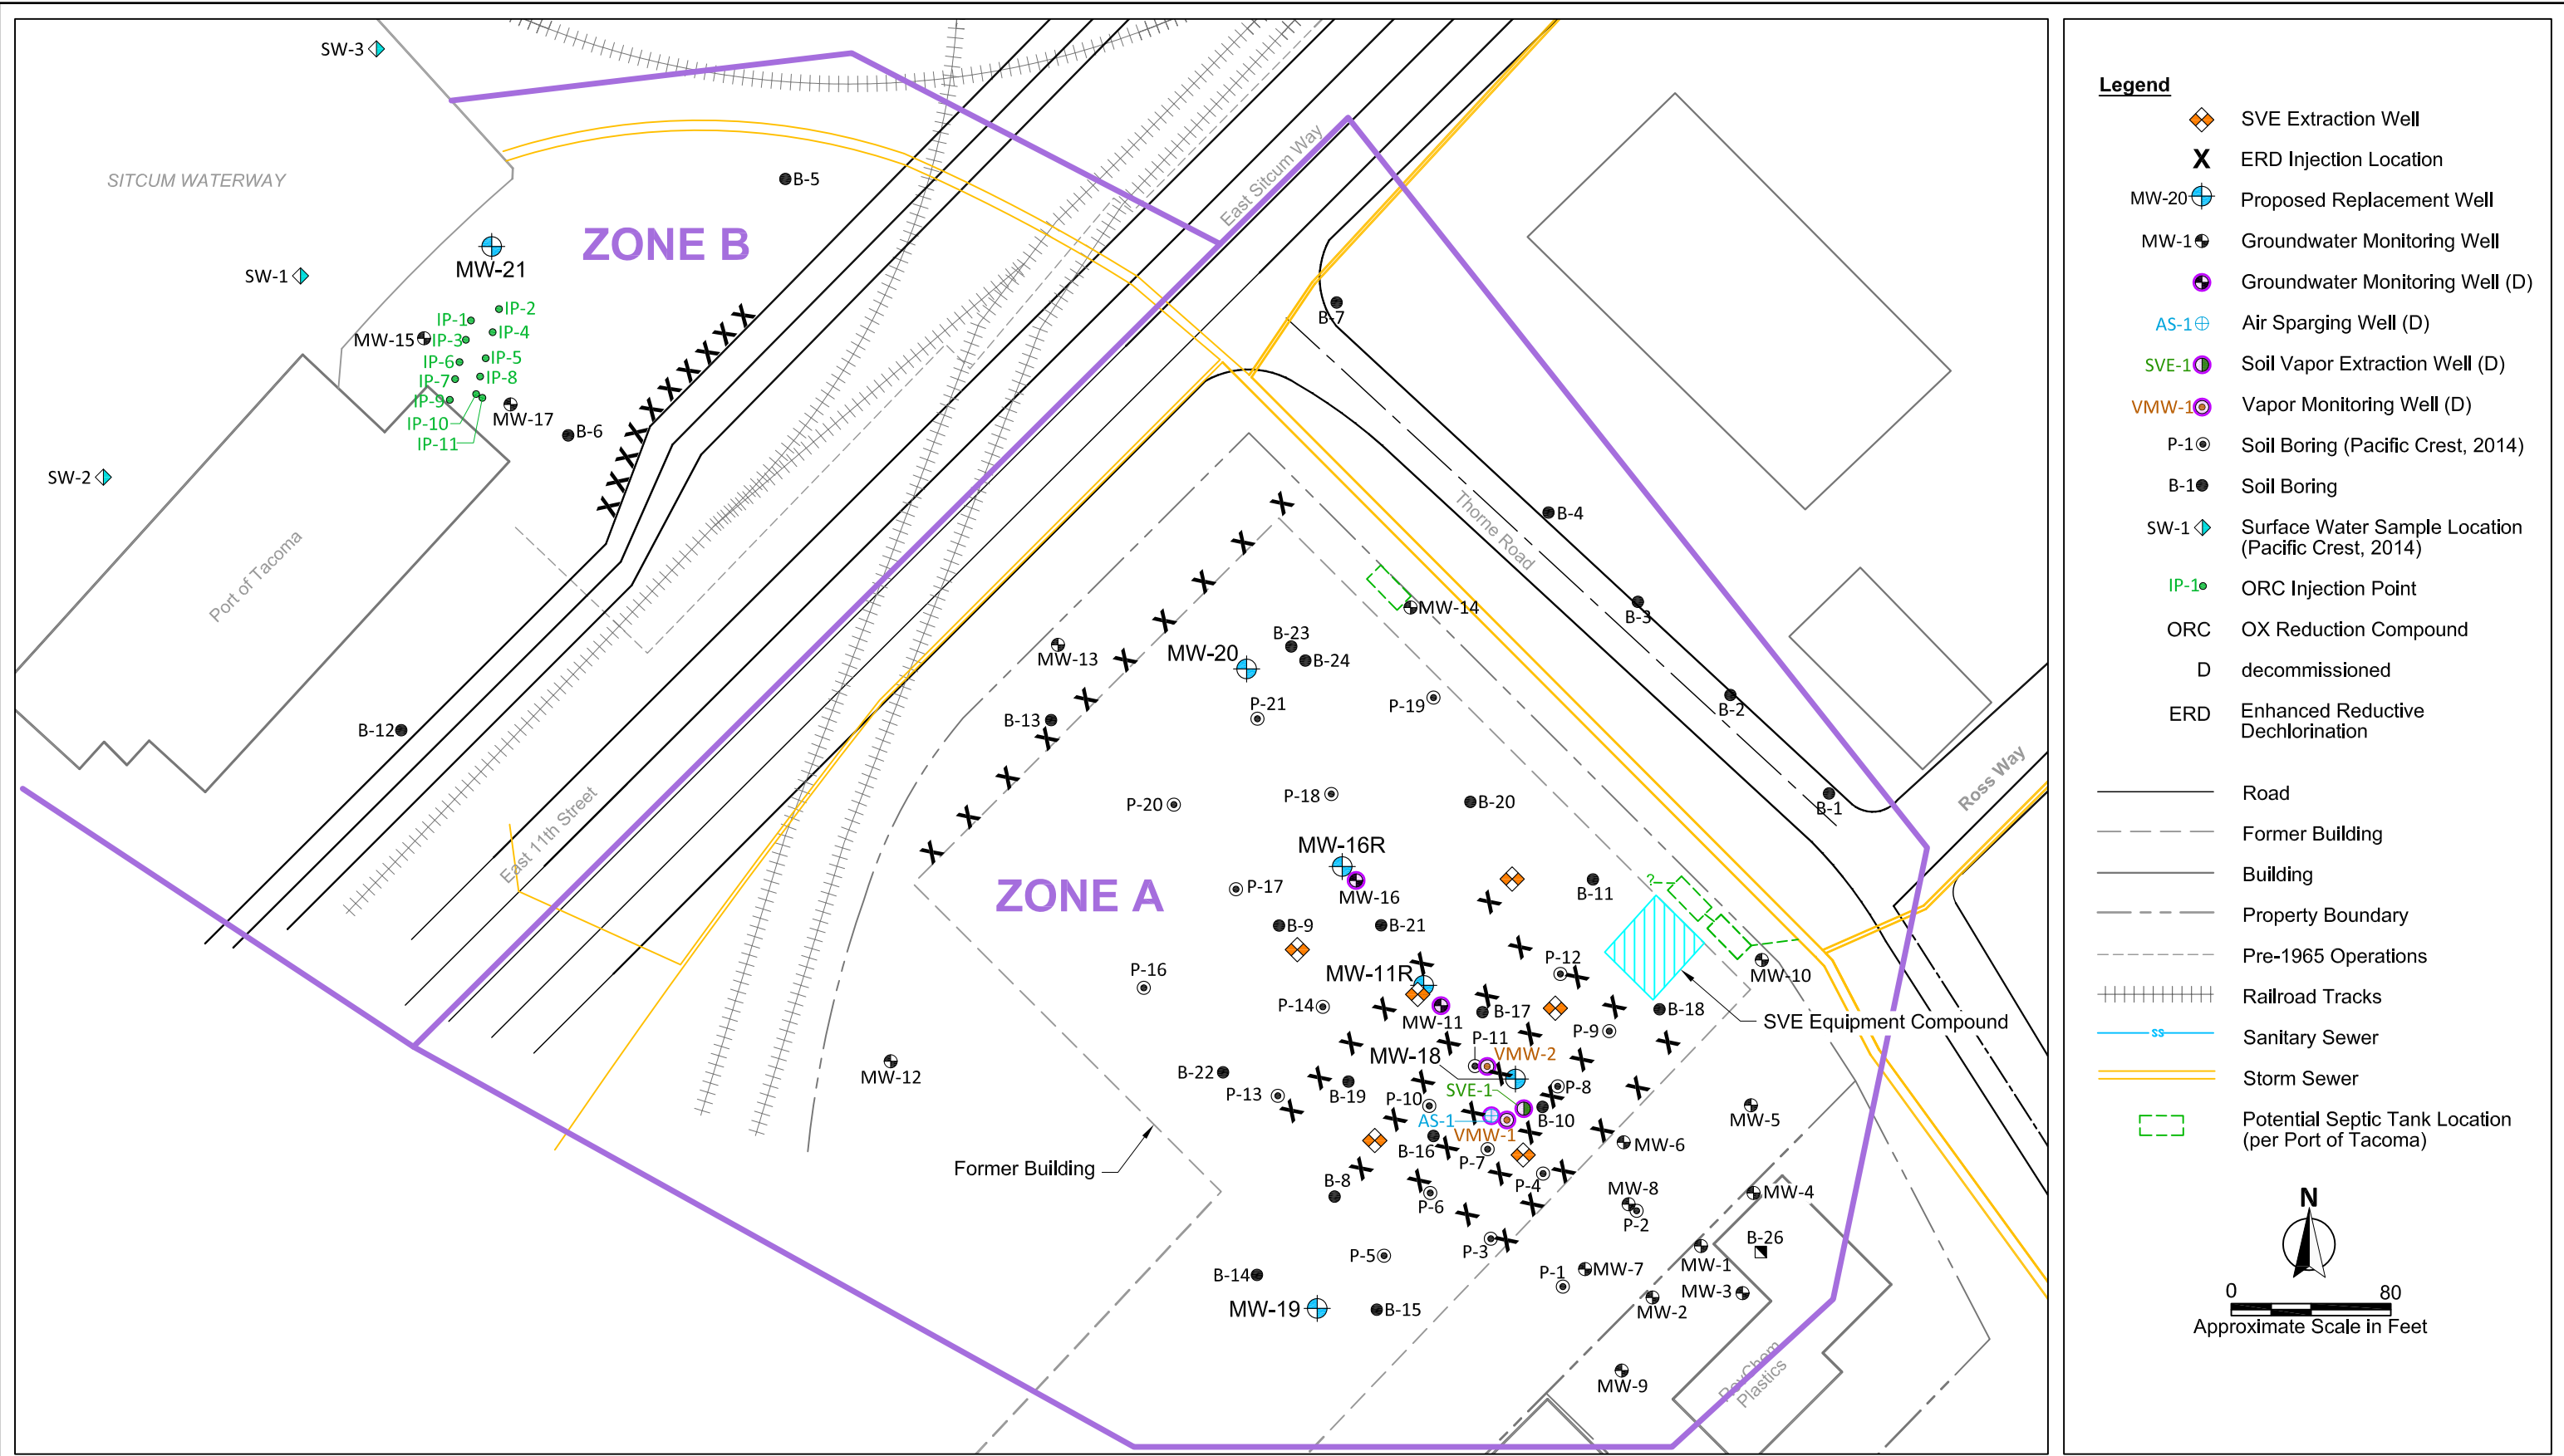 SW-3
SITCUM WATERWAY
B-5
ZONE B
East Sitcum Way
MW-21
SW-1
IP-2
IP-1
IP-4
MW-15
IP-3
IP-5
IP-6
IP-7
IP-8
IP-9
IP-10
IP-11
MW-17
B-6
B-7
SW-2
Port of Tacoma
B-4
Thorne Road
B-3
MW-14
B-23
B-24
MW-20
MW-13
P-21
P-19
B-2
B-13
B-12
East 11th Street
P-20
P-18
B-20
B-1
Ross Way
MW-16R
MW-16
P-17
ZONE A
B-11
?
B-9
B-21
P-16
MW-11R
P-12
MW-10
P-14
MW-11
B-17
B-18
P-9
SVE Equipment Compound
P-11
MW-18
VMW-2
MW-12
B-22
P-13
B-19
SVE-1
P-8
P-10
AS-1
VMW-1
B-10
MW-5
B-16
P-7
MW-6
Former Building
B-8
P-4
P-6
MW-8
P-2
MW-4
B-26
P-5
P-3
MW-1
B-14
P-1
MW-7
MW-3
MW-2
MW-19
B-15
MW-9
Plastics
Legend
SVE Extraction Well
X ERD Injection Location
MW-20 Proposed Replacement Well
MW-1 Groundwater Monitoring Well
Groundwater Monitoring Well (D)
AS-1 Air Sparging Well (D)
SVE-1 Soil Vapor Extraction Well (D)
VMW-1 Vapor Monitoring Well (D)
P-1 Soil Boring (Pacific Crest, 2014)
B-1 Soil Boring
SW-1 Surface Water Sample Location
(Pacific Crest, 2014)
IP-1 ORC Injection Point
ORC OX Reduction Compound
D decommissioned
ERD Enhanced Reductive
Dechlorination
Road
Former Building
Building
Property Boundary
Pre-1965 Operations
Railroad Tracks
SS Sanitary Sewer
Storm Sewer
Potential Septic Tank Location
(per Port of Tacoma)
N
0 80
Approximate Scale in Feet